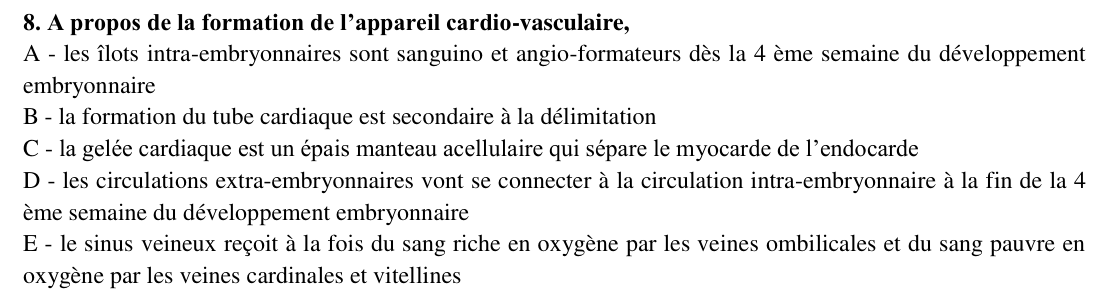 8. A propos de la formation de l'appareil cardio-vasculaire,
A - les îlots intra-embryonnaires sont sanguino et angio-formateurs dès la 4 ème semaine du développement
embryonnaire
B - la formation du tube cardiaque est secondaire à la délimitation
C - la gelée cardiaque est un épais manteau acellulaire qui sépare le myocarde de l'endocarde
D - les circulations extra-embryonnaires vont se connecter à la circulation intra-embryonnaire à la fin de la 4
ème semaine du développement embryonnaire
E - le sinus veineux reçoit à la fois du sang riche en oxygène par les veines ombilicales et du sang pauvre en
oxygène par les veines cardinales et vitellines